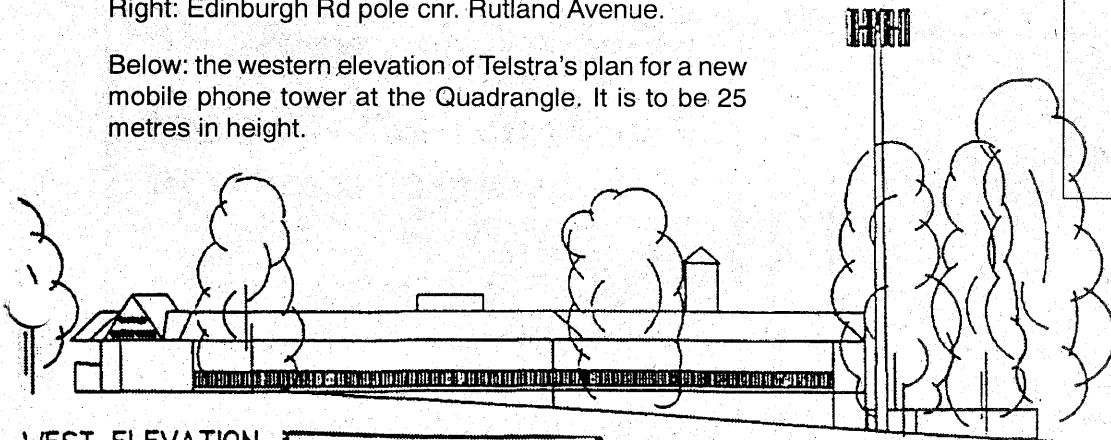 Right: Edinburgh Rd pole cnr. Rutland Avenue.
Below: the western elevation of Telstra's plan for a new
mobile phone tower at the Quadrangle. It is to be 25
metres in height.
WEST ELEVATION